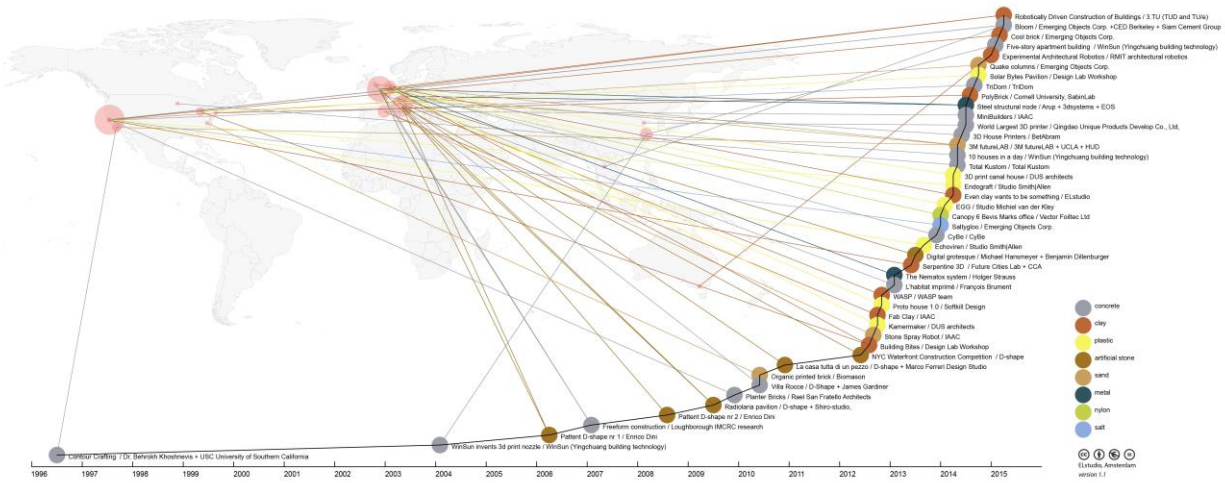 Robotically Driven Construction of Buildings / 3.TU (TUD and TU/e)
Bloom / Emerging Objects Corp. +CED Berkeley + Siam Cement Group
Cool brick / Emerging Objects Corp.
Five-story apartment building / WinSun (Yingchuang building technology)
Experimental Architectural Robotics / RMIT architectural robotics
Quake columns / Emerging Objects Corp.
Solar Bytes Pavilion / Design Lab Workshop
TriDom / TriDom
PolyBrick / Cornell University, SabinLab
Steel structural node / Arup + 3dsystems + EOS
MiniBuilders / IAAC
World Largest 3D printer / Qingdao Unique Products Develop Co., Ltd,
3D House Printers / BetAbram
3M futureLAB / 3M futureLAB + UCLA + HUD
10 houses in a day / WinSun (Yingchuang building technology)
Total Kustom / Total Kustom
3D print canal house / DUS architects
Endograft / Studio Smith|Allen
Even clay wants to be something / ELstudio
EGG / Studio Michiel van der Kley
Canopy 6 Bevis Marks office / Vector Foiltec Ltd
Saltygloo / Emerging Objects Corp.
CyBe / CyBe
Echoviren / Studio Smith|Allen
Digital grotesque / Michael Hansmeyer + Benjamin Dillenburger
Serpentine 3D / Future Cities Lab + CCA
The Nematox system / Holger Strauss
L'habitat imprimé / François Brument
WASP / WASP team
Proto house 1.0 / Softkill Design
Fab Clay / IAAC
Kamermaker / DUS architects
Stone Spray Robot / IAAC
Building Bites / Design Lab Workshop
NYC Waterfront Construction Competition / D-shape
La casa tutta di un pezzo / D-shape + Marco Ferreri Design Studio
Organic printed brick / Biomason
Villa Rocce / D-Shape + James Gardiner
Planter Bricks / Rael San Fratello Architects
Radiolaria pavilion / D-shape + Shiro-studio,
Pattent D-shape nr 2 / Enrico Dini
Freeform construction / Loughborough IMCRC research
Pattent D-shape nr 1 / Enrico Dini
WinSun invents 3d print nozzle / WinSun (Yingchuang building technology)
Contour Crafting / Dr. Behrokh Khoshnevis + USC University of Southern California
1996 1997 2002 2003 2004 2005 2006 2007 2008 2009 2010 2011 2012 2013 2014 2015
concrete
clay
plastic
artificial stone
sand
metal
nylon
salt
cc
ELstudio, Amsterdam
version 1.1